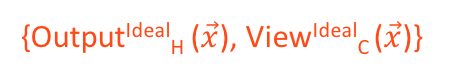 {Output^Ideal_H (x⃗), View^Ideal_C (x⃗)}